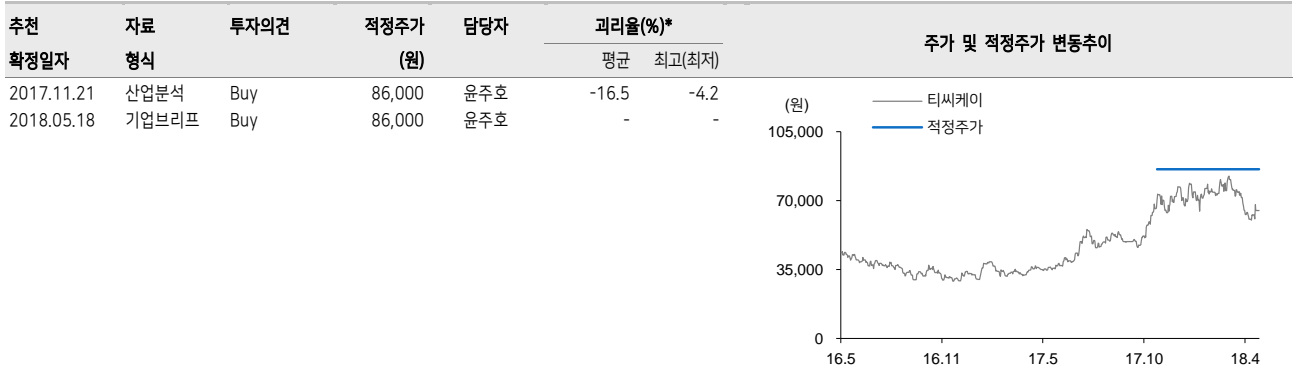 추천 자료 투자의견 적정주가 담당자 괴리율(%)* 주가 및 적정주가 변동추이
확정일자 형식 (원) 평균 최고(최저)
2017.11.21 산업분석 Buy 86,000 윤주호 -16.5 -4.2
2018.05.18 기업브리프 Buy 86,000 윤주호 - -
(원) 티씨케이
적정주가
105,000
70,000
35,000
0
16.5 16.11 17.5 17.10 18.4